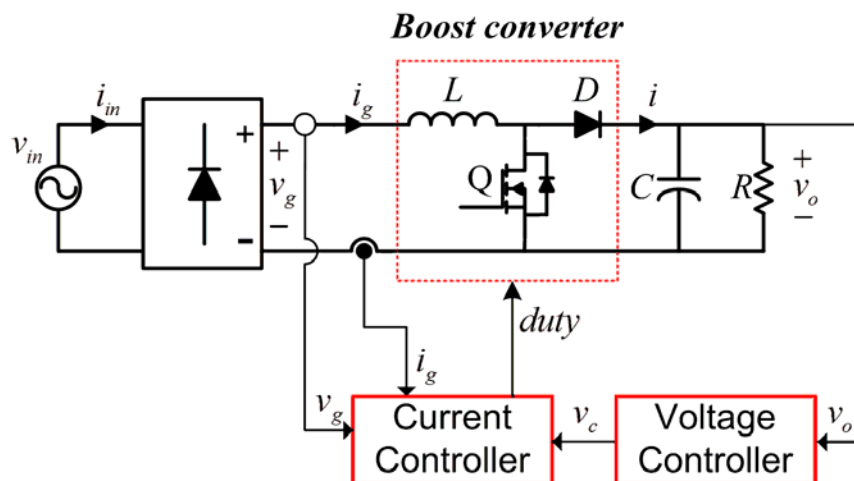 Boost converter
i_in
i_g
L
D
i
v_in
+
-
+
v_g
−
Q
C
R
+
v_o
−
duty
i_g
v_g
Current
Controller
v_c
Voltage
Controller
v_o